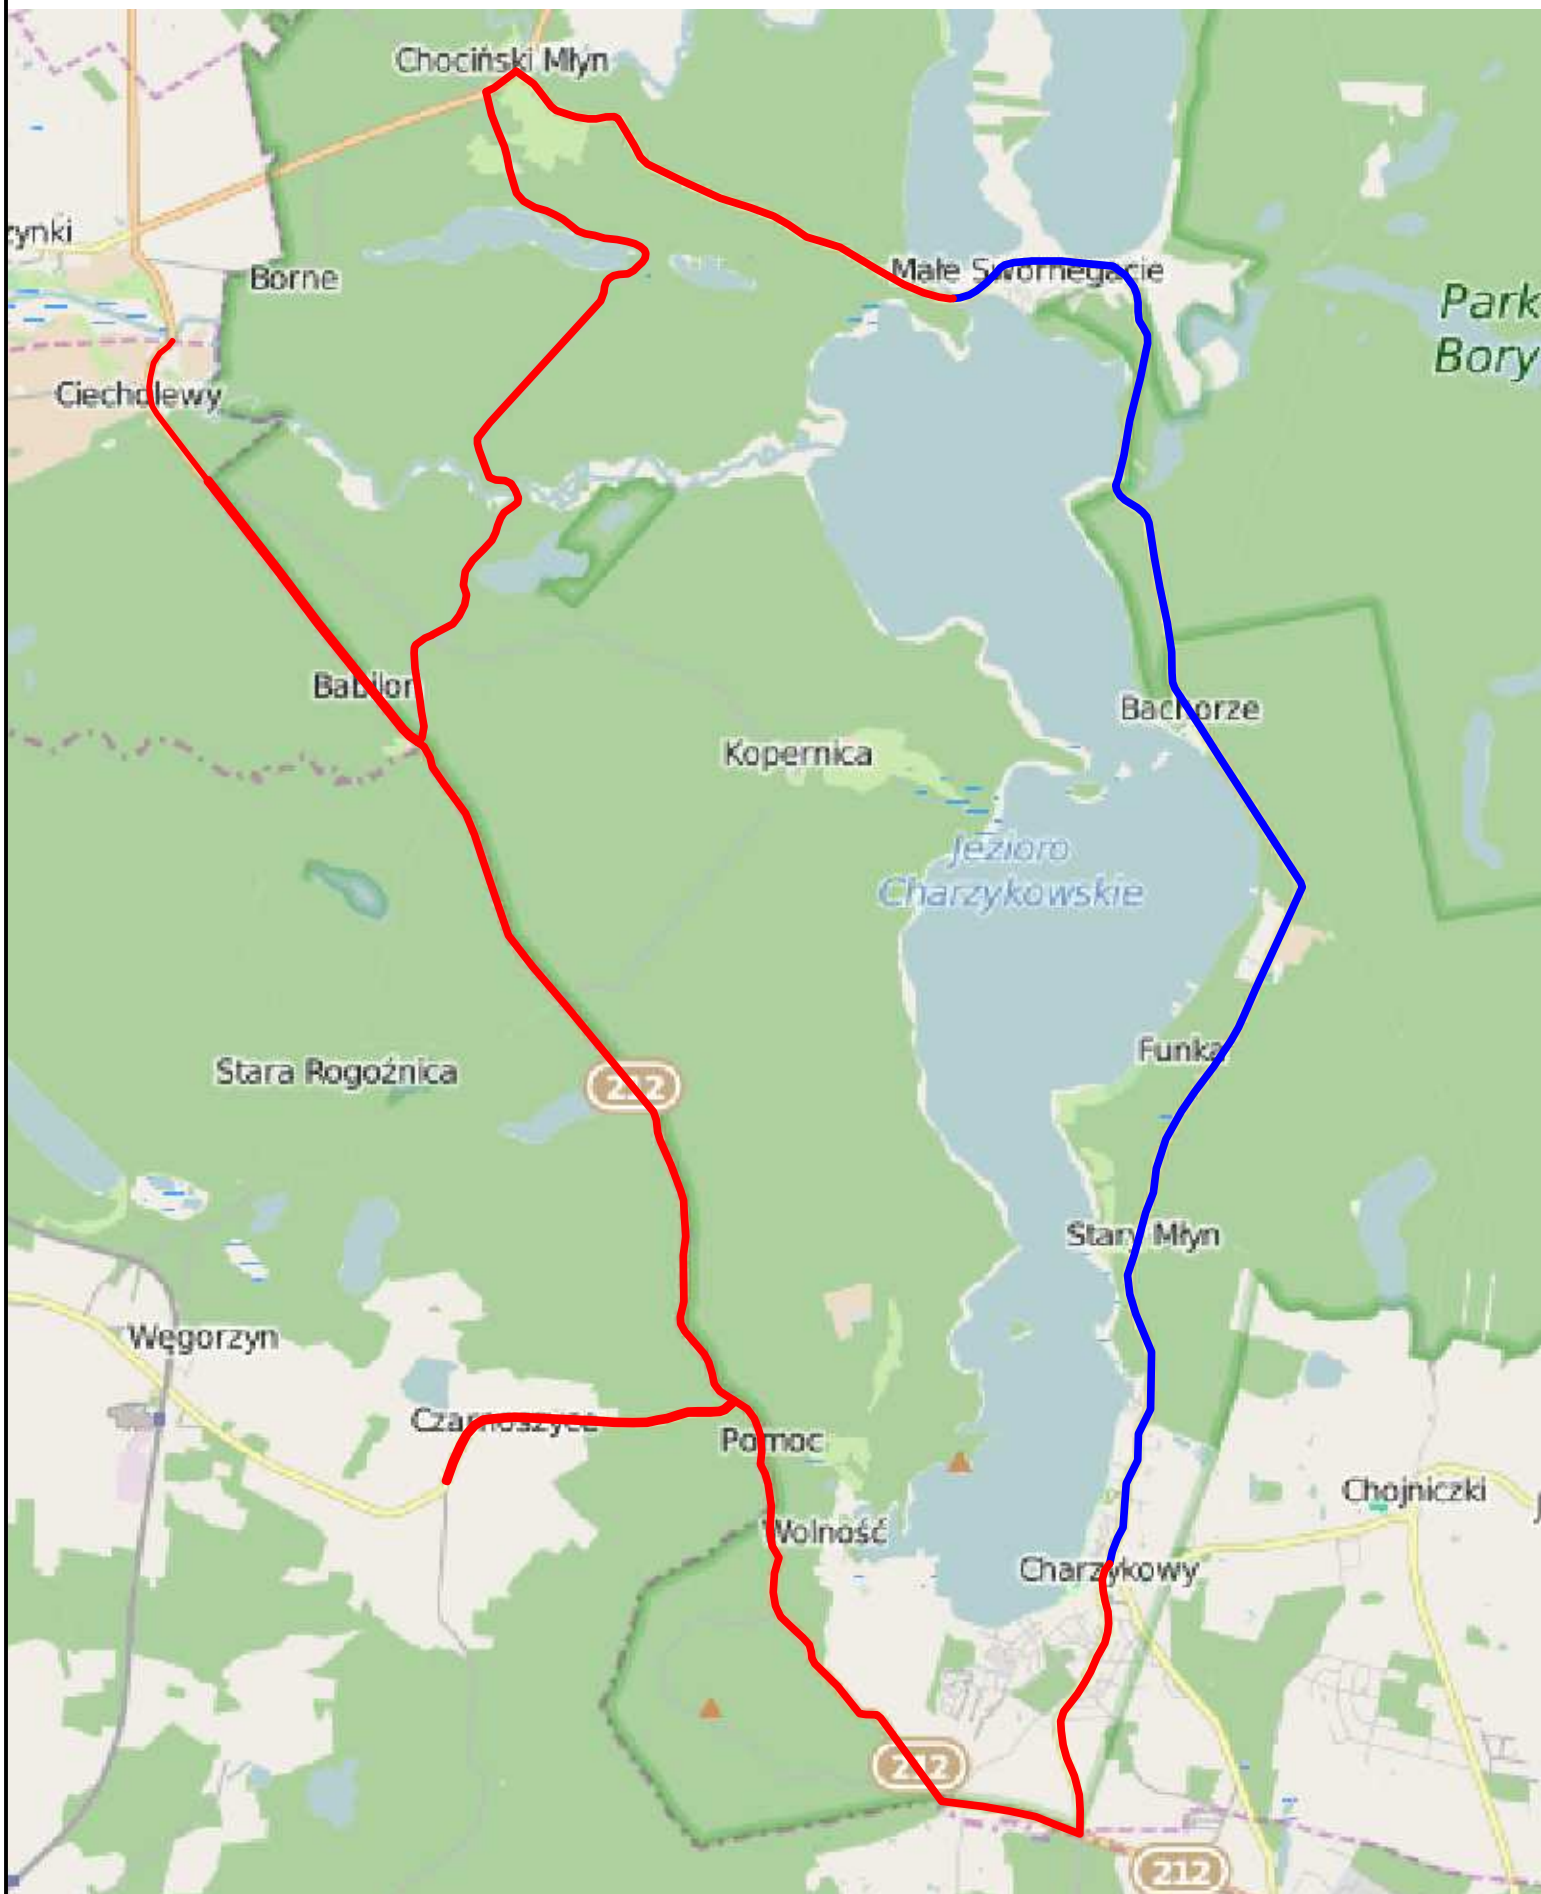 Chociński Młyn
Borne
Małe Swornegacie
Park
Bory
Ciecholewy
Babilon
Bachorze
Kopernica
Jezioro
Charzykowskie
Funka
Stara Rogoźnica
212
Stary Młyn
Węgorzyn
Pomoc
Chojniczki
Wolność
Charzykowy
212
212